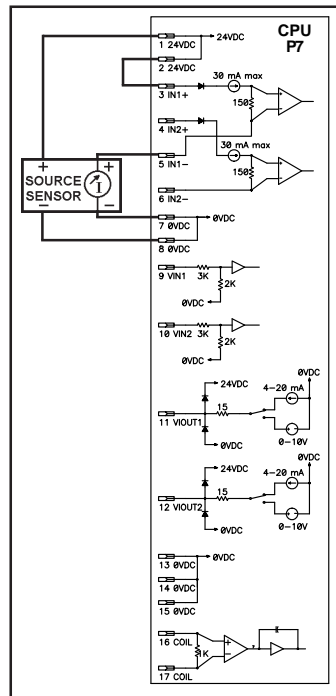 CPU
P7
1 24VDC
24VDC
2 24VDC
30 mA max
3 IN1+
150
4 IN2+
30 mA max
5 IN1-
150
6 IN2-
+ +
SOURCE
SENSOR
I
− −
7 0VDC
0VDC
8 0VDC
9 VIN1
3K
2K
0VDC
10 VIN2
3K
2K
0VDC
0VDC
24VDC
4-20 mA
15
11 VIOUT1
0VDC
0-10V
0VDC
24VDC
4-20 mA
15
12 VIOUT2
0VDC
0-10V
13 0VDC
0VDC
14 0VDC
15 0VDC
16 COIL
1K
17 COIL